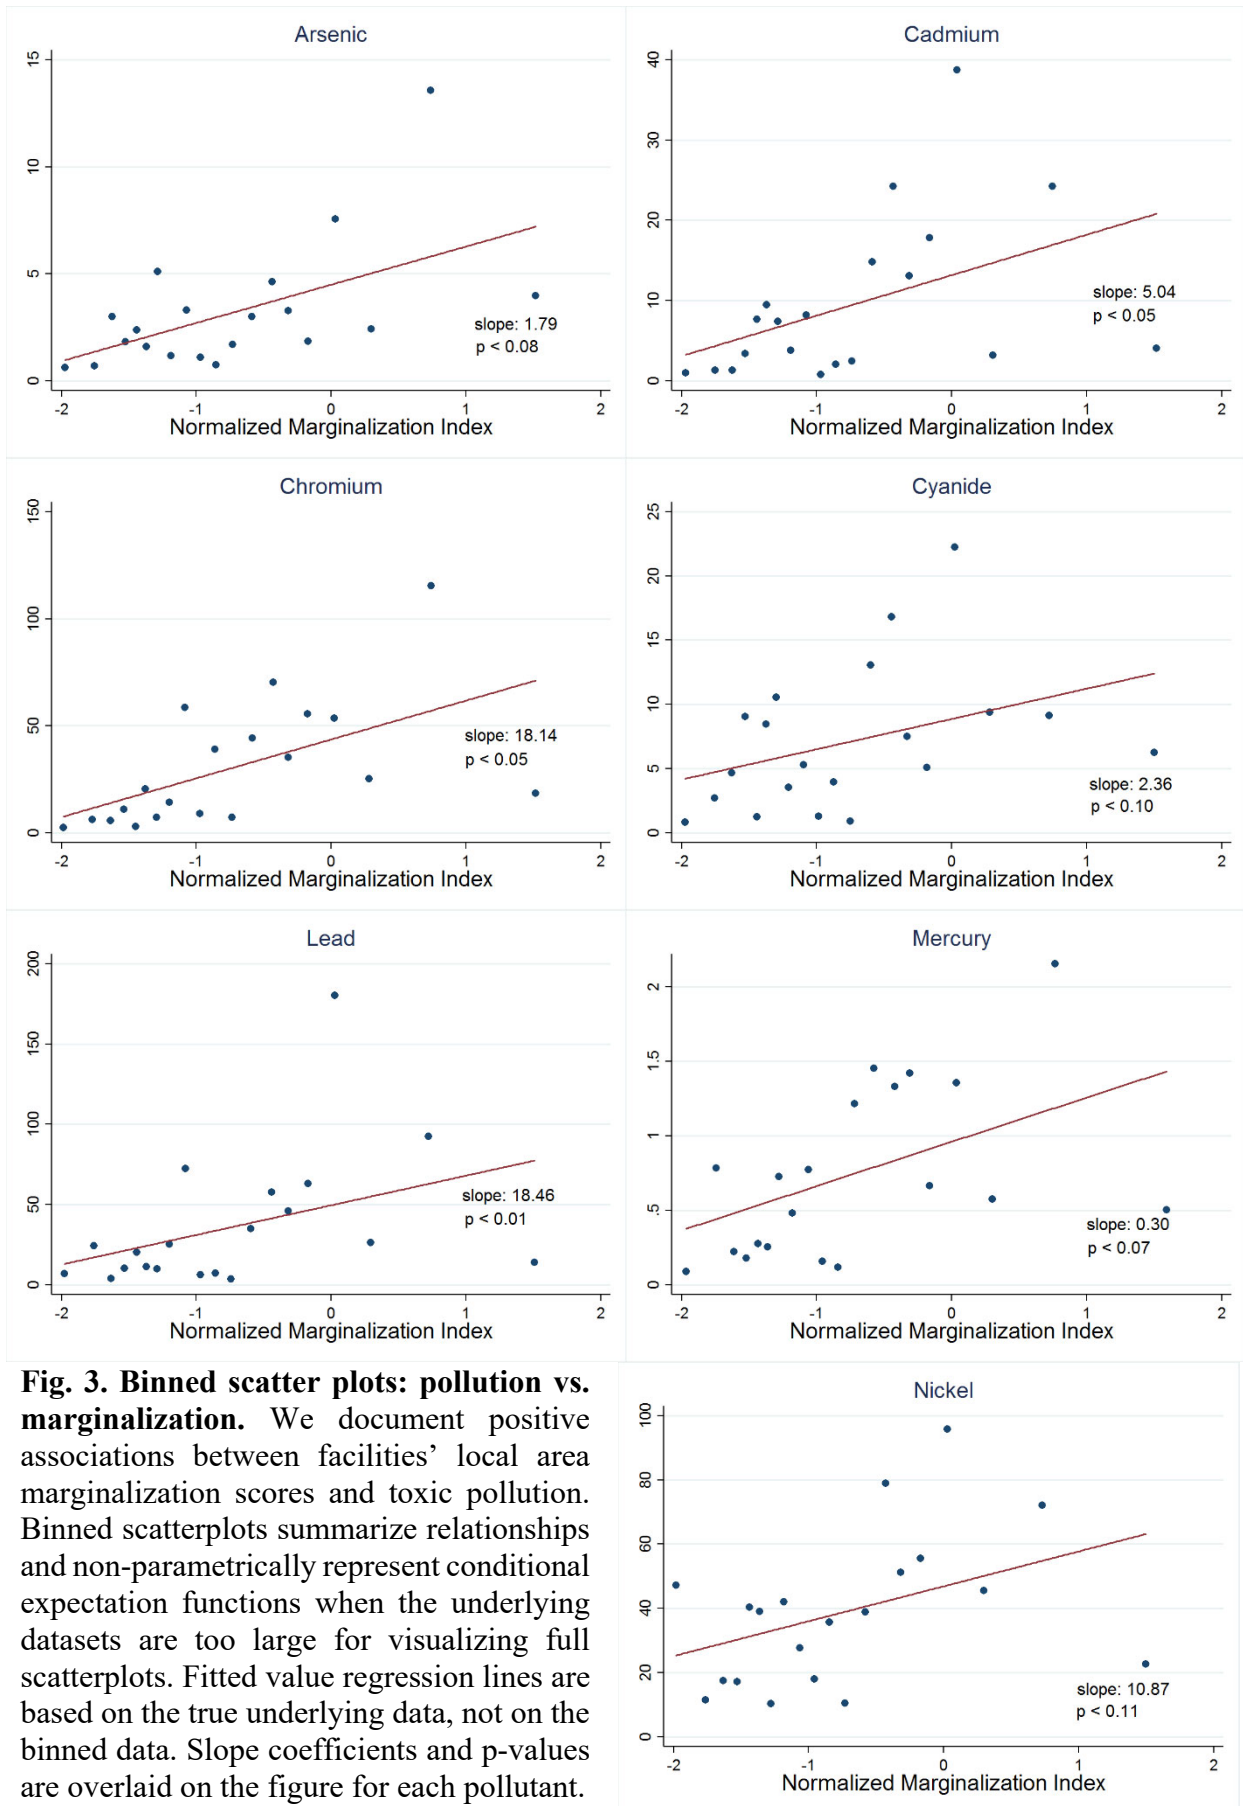 Arsenic
15
10
5
0
-2 -1 0 1 2
slope: 1.79
p < 0.08
Normalized Marginalization Index
Cadmium
40
30
20
10
0
-2 -1 0 1 2
slope: 5.04
p < 0.05
Normalized Marginalization Index
Chromium
150
100
50
0
-2 -1 0 1 2
slope: 18.14
p < 0.05
Normalized Marginalization Index
Cyanide
25
20
15
10
5
0
-2 -1 0 1 2
slope: 2.36
p < 0.10
Normalized Marginalization Index
Lead
200
150
100
50
0
-2 -1 0 1 2
slope: 18.46
p < 0.01
Normalized Marginalization Index
Mercury
2
1.5
1
.5
0
-2 -1 0 1 2
slope: 0.30
p < 0.07
Normalized Marginalization Index
Fig. 3. Binned scatter plots: pollution vs.
marginalization. We document positive
associations between facilities’ local area
marginalization scores and toxic pollution.
Binned scatterplots summarize relationships
and non-parametrically represent conditional
expectation functions when the underlying
datasets are too large for visualizing full
scatterplots. Fitted value regression lines are
based on the true underlying data, not on the
binned data. Slope coefficients and p-values
are overlaid on the figure for each pollutant.
Nickel
100
80
60
40
20
0
-2 -1 0 1 2
slope: 10.87
p < 0.11
Normalized Marginalization Index